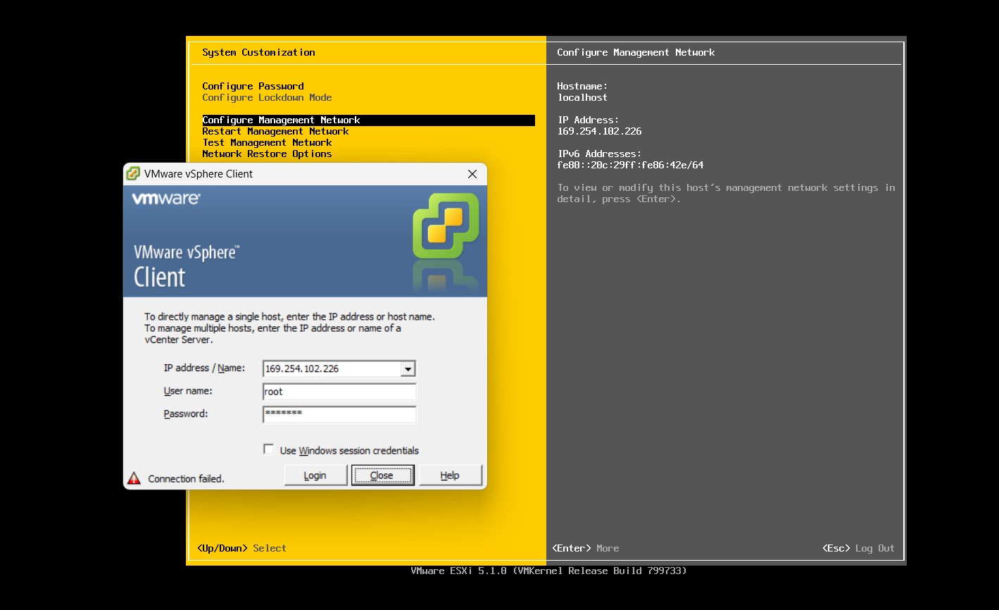 System Customization
Configure Password
Configure Lockdown Mode
Configure Management Network
Restart Management Network
Test Management Network
Network Restore Options
Configure Management Network
Hostname:
localhost
IP Address:
169.254.102.226
IPv6 Addresses:
fe80::20c:29ff:fe86:42e/64
To view or modify this host's management network settings in
detail, press <Enter>.
VMware vSphere Client
vmware®
VMware vSphere™
Client
To directly manage a single host, enter the IP address or host name.
To manage multiple hosts, enter the IP address or name of a
vCenter Server.
IP address / Name: 169.254.102.226
User name: root
Password: *******
Use Windows session credentials
Connection failed. Login Close Help
<Up/Down> Select
<Enter> More <Esc> Log Out
VMware ESXi 5.1.0 (VMKernel Release Build 799733)